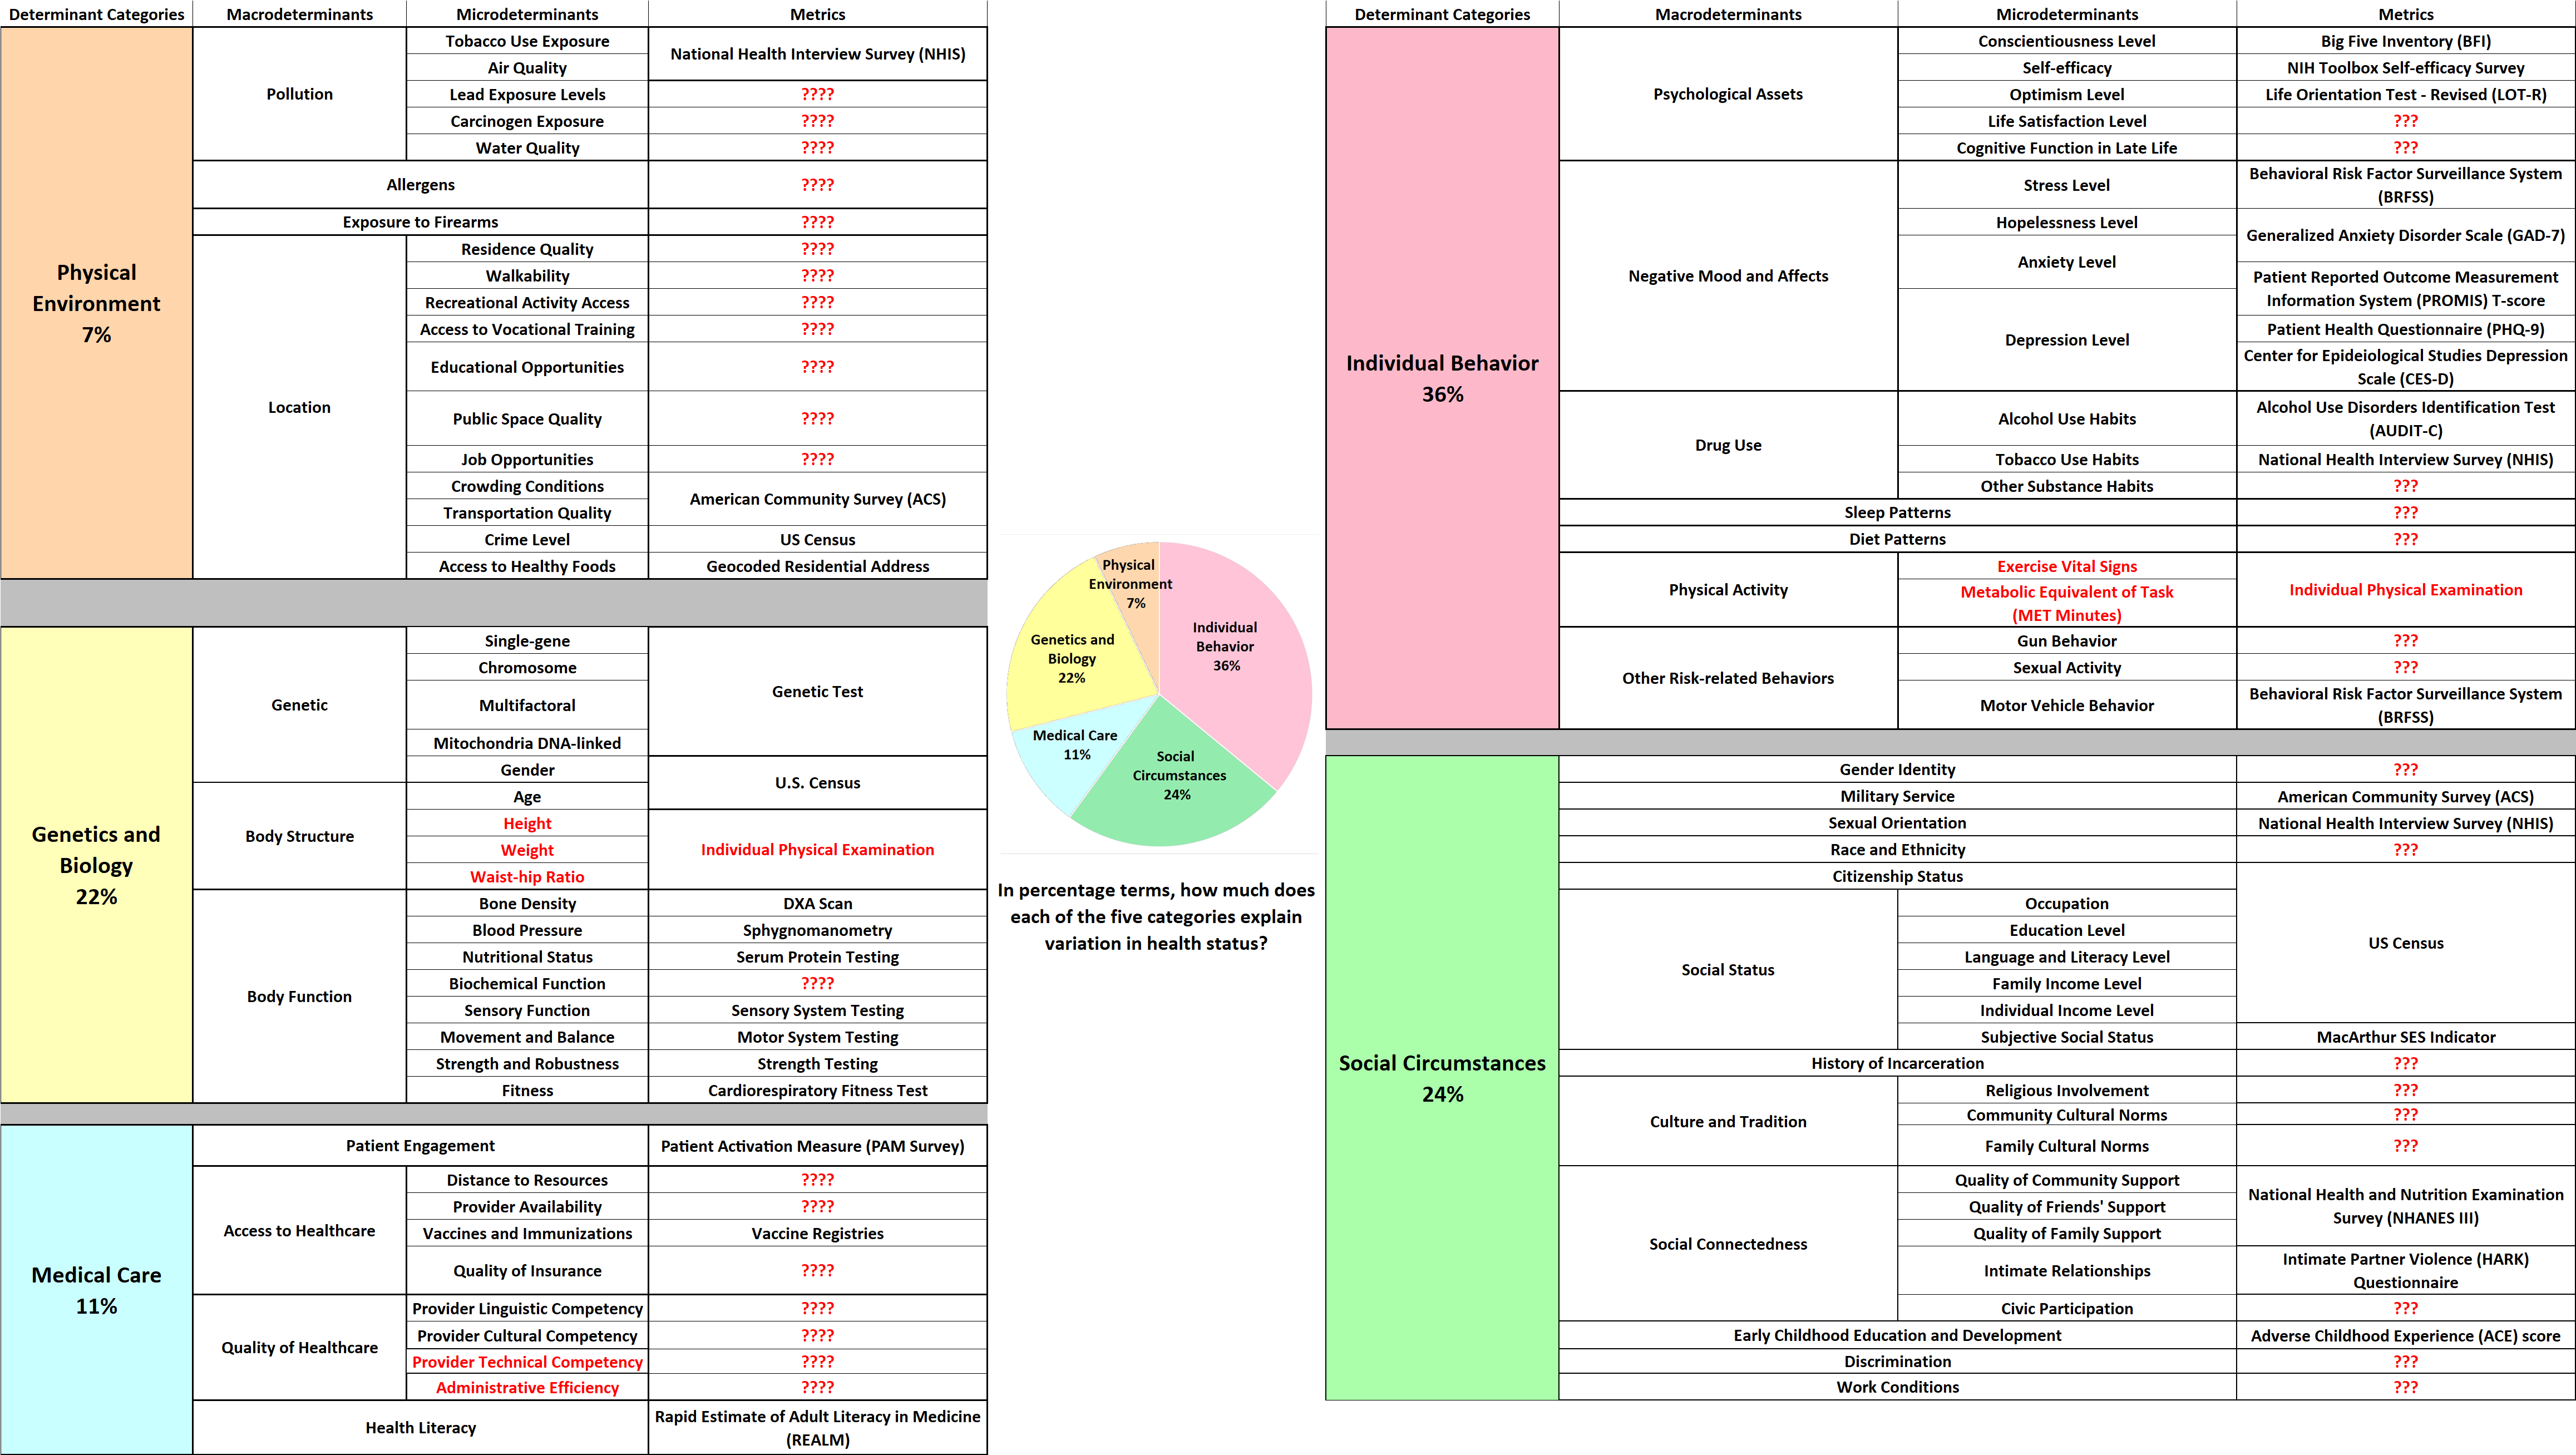 Determinant Categories
Macrodeterminants
Microdeterminants
Metrics
Physical
Environment
7%
Pollution
Tobacco Use Exposure
Air Quality
National Health Interview Survey (NHIS)
Lead Exposure Levels
????
Carcinogen Exposure
????
Water Quality
????
Allergens
????
Exposure to Firearms
????
Location
Residence Quality
????
Walkability
????
Recreational Activity Access
????
Access to Vocational Training
????
Educational Opportunities
????
Public Space Quality
????
Job Opportunities
????
Crowding Conditions
Transportation Quality
American Community Survey (ACS)
Crime Level
US Census
Access to Healthy Foods
Geocoded Residential Address
Genetics and
Biology
22%
Genetic
Single-gene
Chromosome
Multifactoral
Mitochondria DNA-linked
Genetic Test
Gender
U.S. Census
Body Structure
Age
Height
Weight
Waist-hip Ratio
Individual Physical Examination
Body Function
Bone Density
DXA Scan
Blood Pressure
Sphygnomanometry
Nutritional Status
Serum Protein Testing
Biochemical Function
????
Sensory Function
Sensory System Testing
Movement and Balance
Motor System Testing
Strength and Robustness
Strength Testing
Fitness
Cardiorespiratory Fitness Test
Medical Care
11%
Patient Engagement
Patient Activation Measure (PAM Survey)
Access to Healthcare
Distance to Resources
????
Provider Availability
????
Vaccines and Immunizations
Vaccine Registries
Quality of Insurance
????
Quality of Healthcare
Provider Linguistic Competency
????
Provider Cultural Competency
????
Provider Technical Competency
????
Administrative Efficiency
????
Health Literacy
Rapid Estimate of Adult Literacy in Medicine
(REALM)
Physical
Environment
7%
Individual
Behavior
36%
Genetics and
Biology
22%
Medical Care
11%
Social
Circumstances
24%
In percentage terms, how much does
each of the five categories explain
variation in health status?
Determinant Categories
Macrodeterminants
Microdeterminants
Metrics
Individual Behavior
36%
Psychological Assets
Conscientiousness Level
Big Five Inventory (BFI)
Self-efficacy
NIH Toolbox Self-efficacy Survey
Optimism Level
Life Orientation Test - Revised (LOT-R)
Life Satisfaction Level
???
Cognitive Function in Late Life
???
Negative Mood and Affects
Stress Level
Behavioral Risk Factor Surveillance System
(BRFSS)
Hopelessness Level
Generalized Anxiety Disorder Scale (GAD-7)
Anxiety Level
Patient Reported Outcome Measurement
Information System (PROMIS) T-score
Depression Level
Patient Health Questionnaire (PHQ-9)
Center for Epideiological Studies Depression
Scale (CES-D)
Drug Use
Alcohol Use Habits
Alcohol Use Disorders Identification Test
(AUDIT-C)
Tobacco Use Habits
National Health Interview Survey (NHIS)
Other Substance Habits
???
Sleep Patterns
???
Diet Patterns
???
Physical Activity
Exercise Vital Signs
Metabolic Equivalent of Task
(MET Minutes)
Individual Physical Examination
Other Risk-related Behaviors
Gun Behavior
???
Sexual Activity
???
Motor Vehicle Behavior
Behavioral Risk Factor Surveillance System
(BRFSS)
Social Circumstances
24%
Gender Identity
???
Military Service
American Community Survey (ACS)
Sexual Orientation
National Health Interview Survey (NHIS)
Race and Ethnicity
???
Citizenship Status
US Census
Social Status
Occupation
Education Level
Language and Literacy Level
Family Income Level
Individual Income Level
Subjective Social Status
MacArthur SES Indicator
History of Incarceration
???
Culture and Tradition
Religious Involvement
???
Community Cultural Norms
???
Family Cultural Norms
???
Social Connectedness
Quality of Community Support
Quality of Friends' Support
Quality of Family Support
National Health and Nutrition Examination
Survey (NHANES III)
Intimate Relationships
Intimate Partner Violence (HARK)
Questionnaire
Civic Participation
???
Early Childhood Education and Development
Adverse Childhood Experience (ACE) score
Discrimination
???
Work Conditions
???